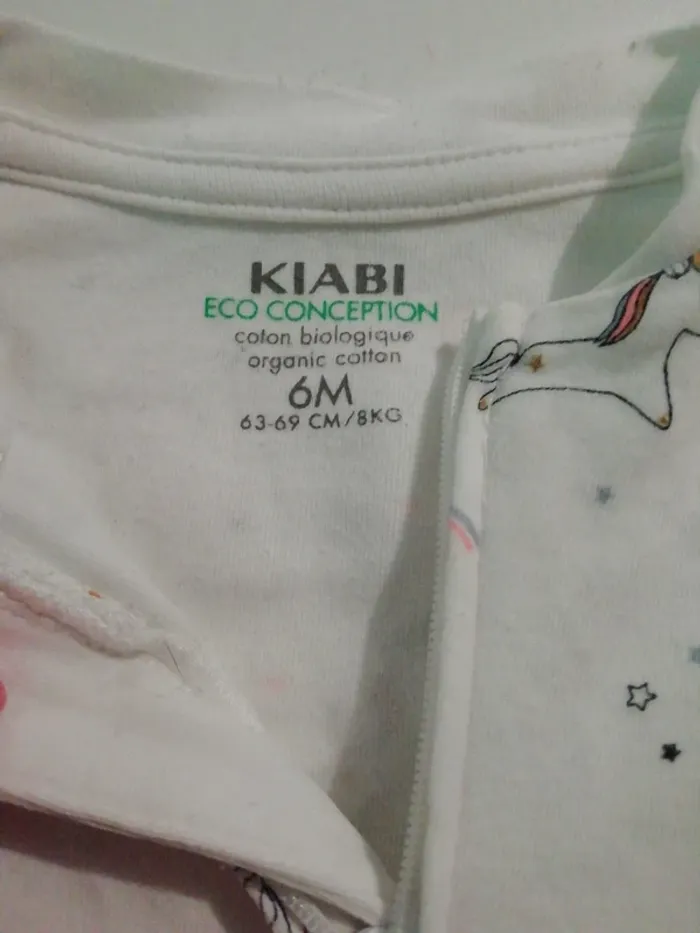 KIABI
ECO CONCEPTION
coton biologique
organic cotton
6M
63-69 CM/8KG